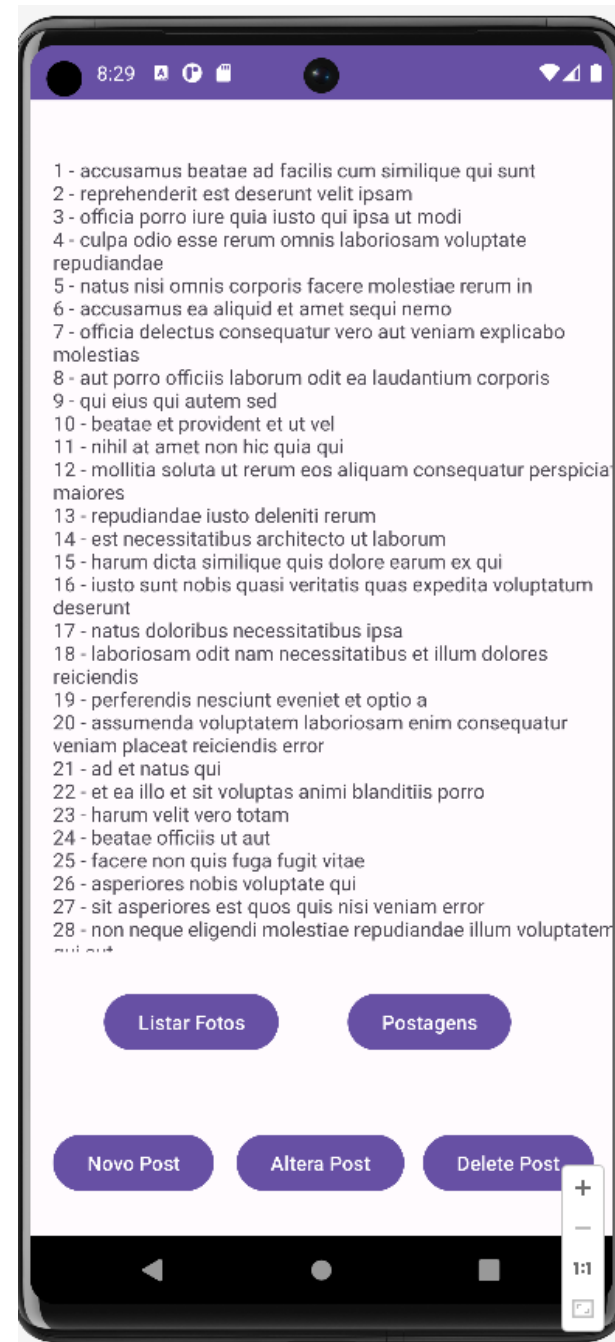 8:29
1 - accusamus beatae ad facilis cum similique qui sunt
2 - reprehenderit est deserunt velit ipsam
3 - officia porro iure quia iusto qui ipsa ut modi
4 - culpa odio esse rerum omnis laboriosam voluptate
repudiandae
5 - natus nisi omnis corporis facere molestiae rerum in
6 - accusamus ea aliquid et amet sequi nemo
7 - officia delectus consequatur vero aut veniam explicabo
molestias
8 - aut porro officiis laborum odit ea laudantium corporis
9 - qui eius qui autem sed
10 - beatae et provident et ut vel
11 - nihil at amet non hic quia qui
12 - mollitia soluta ut rerum eos aliquam consequatur
maiores
13 - repudiandae iusto deleniti rerum
14 - est necessitatibus architecto ut laborum
15 - harum dicta similique quis dolore earum ex qui
16 - iusto sunt nobis quasi veritatis quas expedita voluptatum
deserunt
17 - natus doloribus necessitatibus ipsa
18 - laboriosam odit nam necessitatibus et illum dolores
reiciendis
19 - perferendis nesciunt eveniet et optio a
20 - assumenda voluptatem laboriosam enim consequatur
veniam placeat reiciendis error
21 - ad et natus qui
22 - et ea illo et sit voluptas animi blanditiis porro
23 - harum velit vero totam
24 - beatae officiis ut aut
25 - facere non quis fuga fugit vitae
26 - asperiores nobis voluptate qui
27 - sit asperiores est quos quis nisi veniam error
28 - non neque eligendi molestiae repudiandae illum voluptatem
Listar Fotos Postagens
Novo Post Altera Post Delete Post
1:1